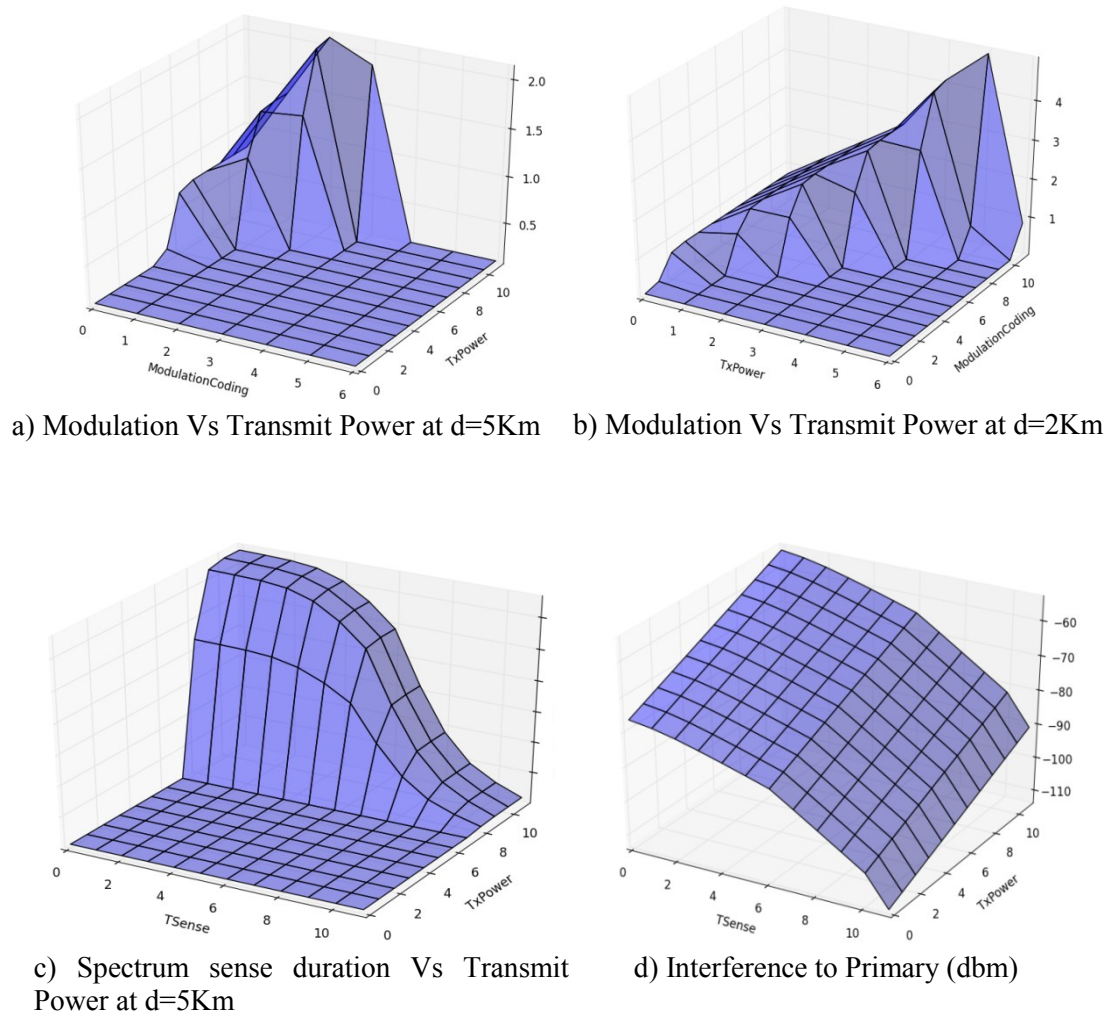 2.0
1.5
1.0
0.5
0 1 2 3 4 5 6
ModulationCoding
0 2 4 6 8 10
TxPower
4
3
2
1
0 1 2 3 4 5 6
TxPower
0 2 4 6 8 10
ModulationCoding
a) Modulation Vs Transmit Power at d=5Km
b) Modulation Vs Transmit Power at d=2Km
0 2 4 6 8 10
TSense
0 2 4 6 8 10
TxPower
−60
−70
−80
−90
−100
−110
0 2 4 6 8 10
TSense
0 2 4 6 8 10
TxPower
c) Spectrum sense duration Vs Transmit
Power at d=5Km
d) Interference to Primary (dbm)